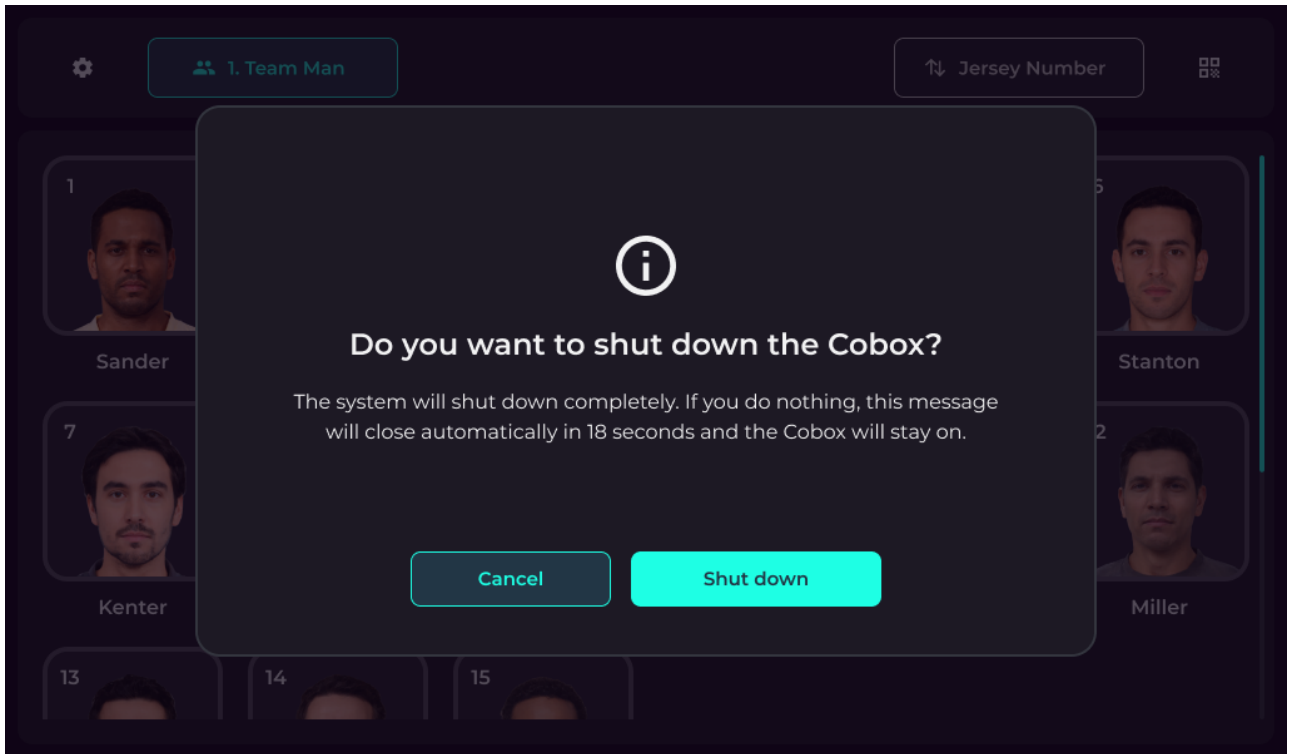 1. Team Man
Jersey Number
1
6
Sander
Stanton
Do you want to shut down the Cobox?
The system will shut down completely. If you do nothing, this message
will close automatically in 18 seconds and the Cobox will stay on.
7
2
Cancel
Shut down
Kenter
Miller
13
14
15